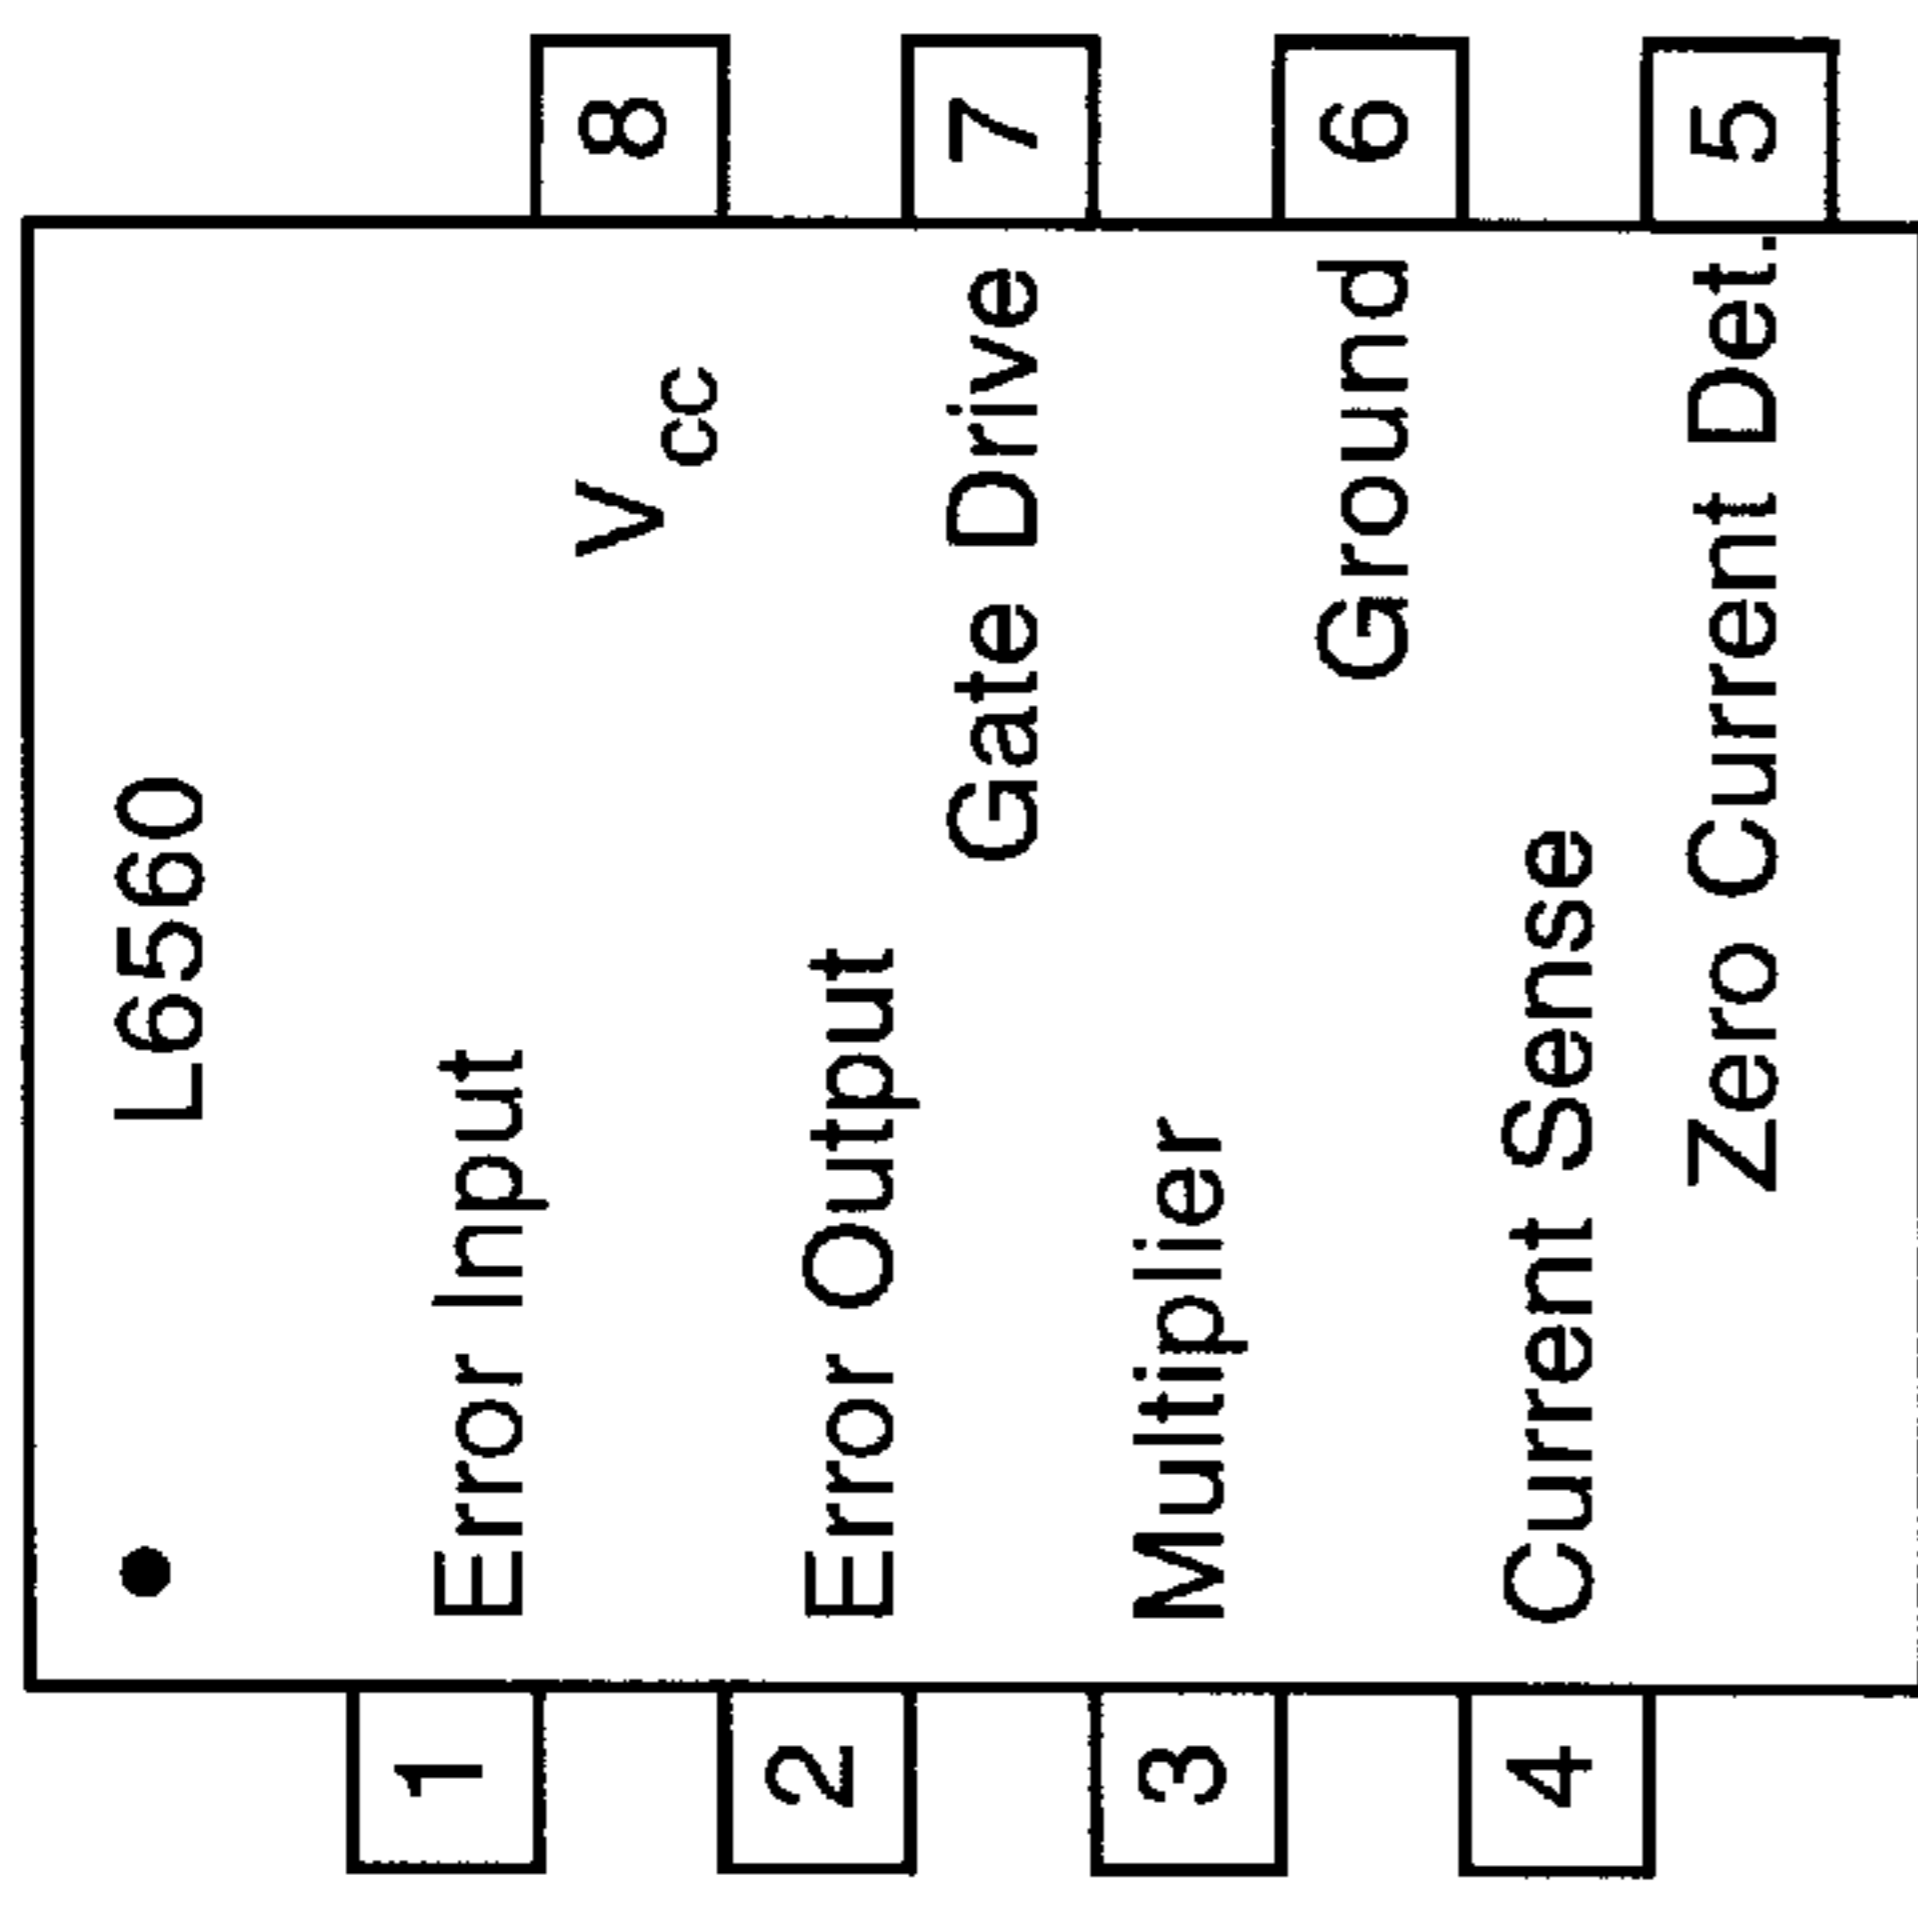 L6560
1 Error Input
Vcc 8
2 Error Output
Gate Drive 7
3 Multiplier
Ground 6
4 Current Sense
Zero Current Det. 5